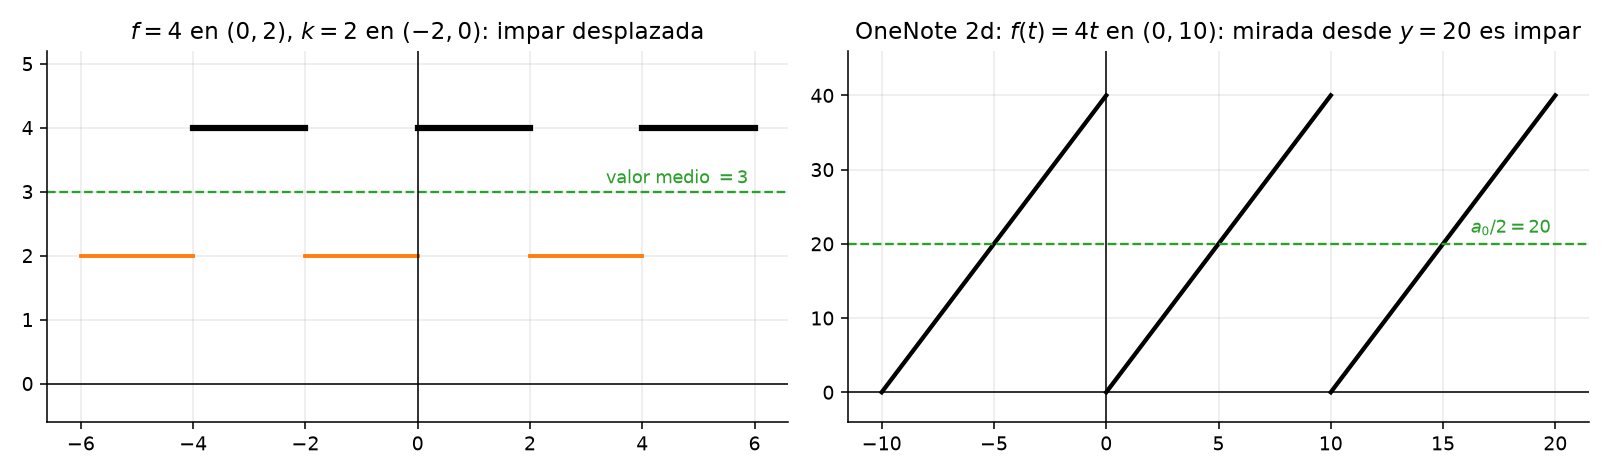 f = 4 en (0, 2), k = 2 en (−2, 0): impar desplazada
5
4
3
2
1
0
valor medio = 3
−6 −4 −2 0 2 4 6
OneNote 2d: f(t) = 4t en (0, 10): mirada desde y = 20 es impar
40
30
20
10
0
a₀/2 = 20
−10 −5 0 5 10 15 20